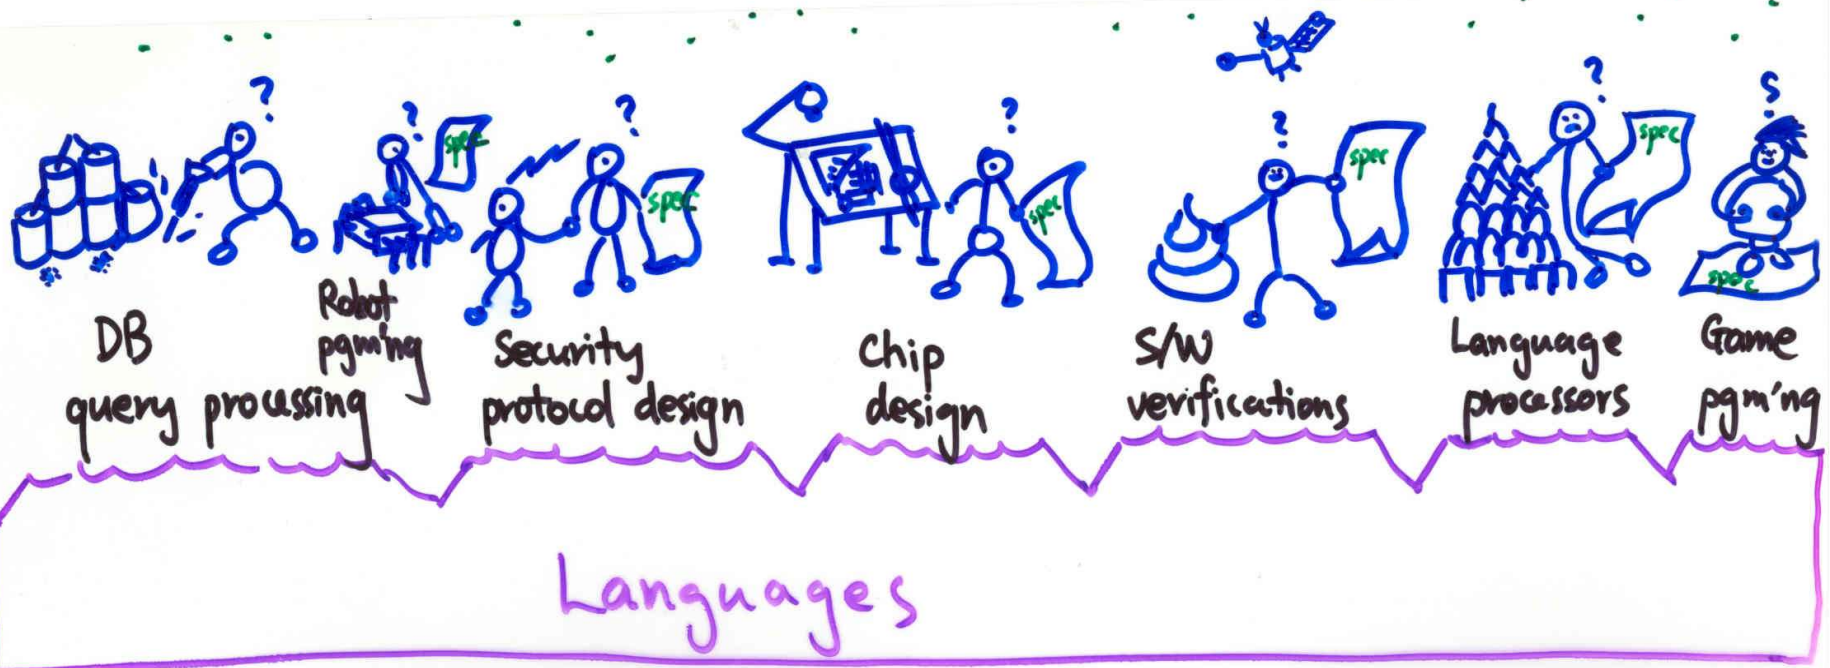 ?
?
spec
?
spec
?
spec
?
spec
?
spec
?
spec
DB
query processing
Robot
pgm'ng
Security
protocol design
Chip
design
S/W
verifications
Language
processors
Game
pgm'ng
Languages